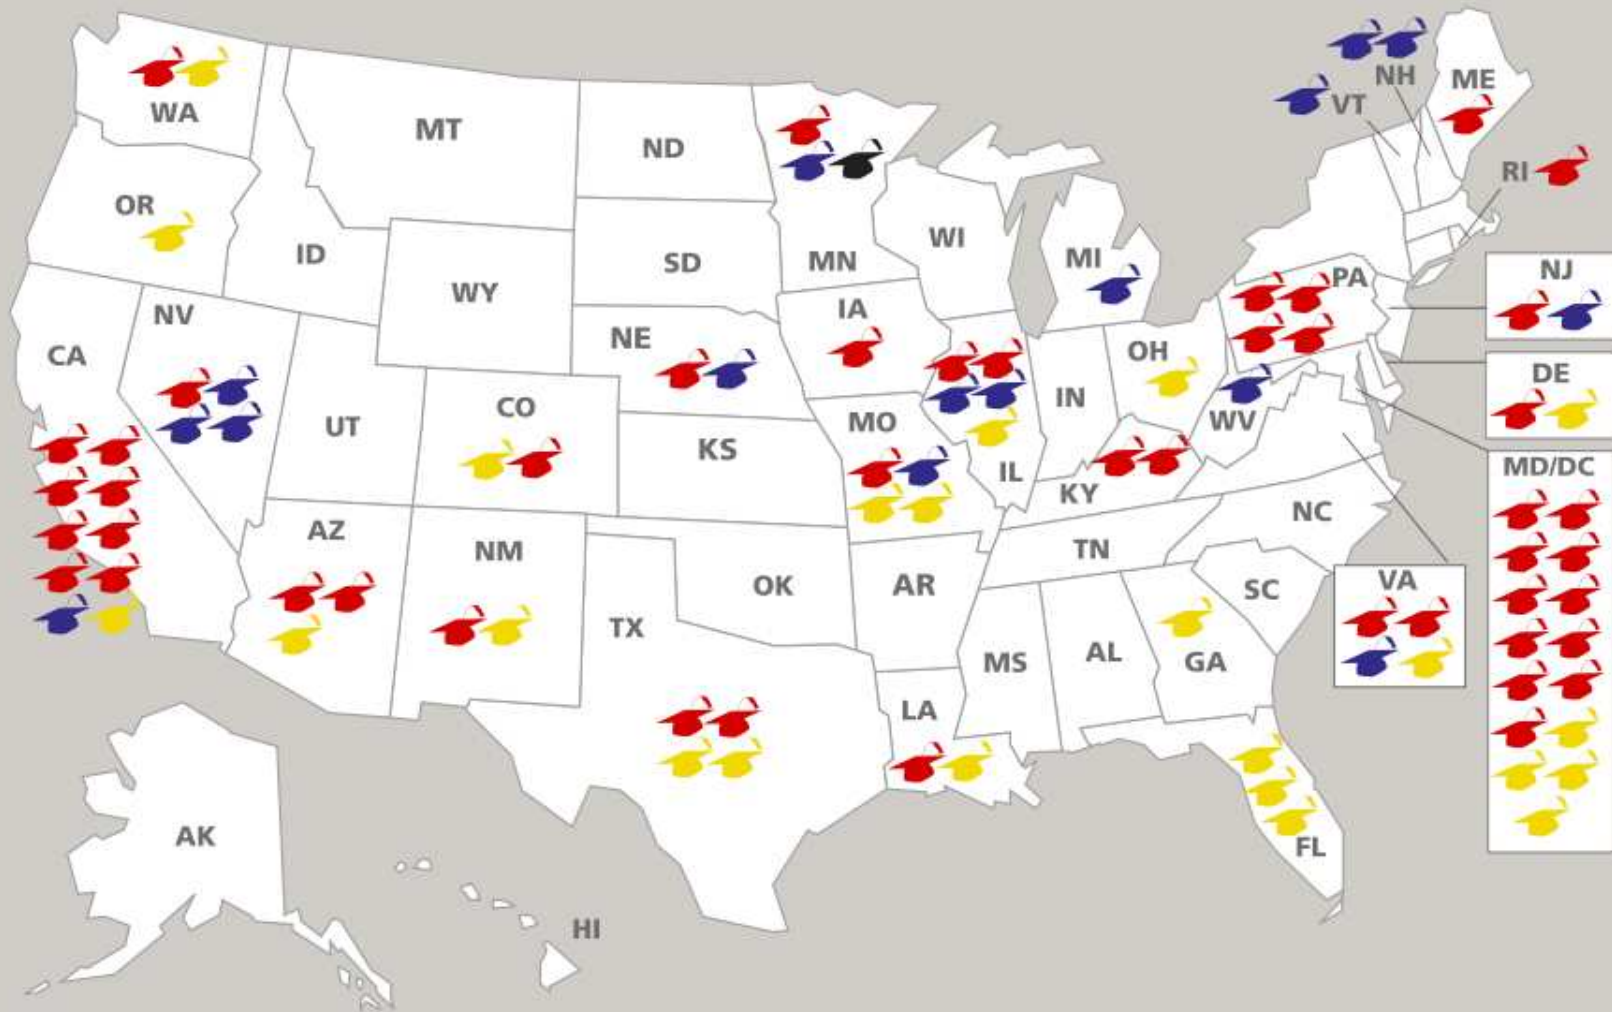 NH
ME
VT
WA
MT
ND
RI
OR
WI
ID
SD
MN
MI
NJ
PA
WY
IA
NV
NE
OH
CA
DE
CO
IN
UT
MO
WV
KS
IL
MD/DC
KY
NC
AZ
NM
TN
VA
OK
AR
SC
TX
MS
AL
GA
LA
FL
AK
HI